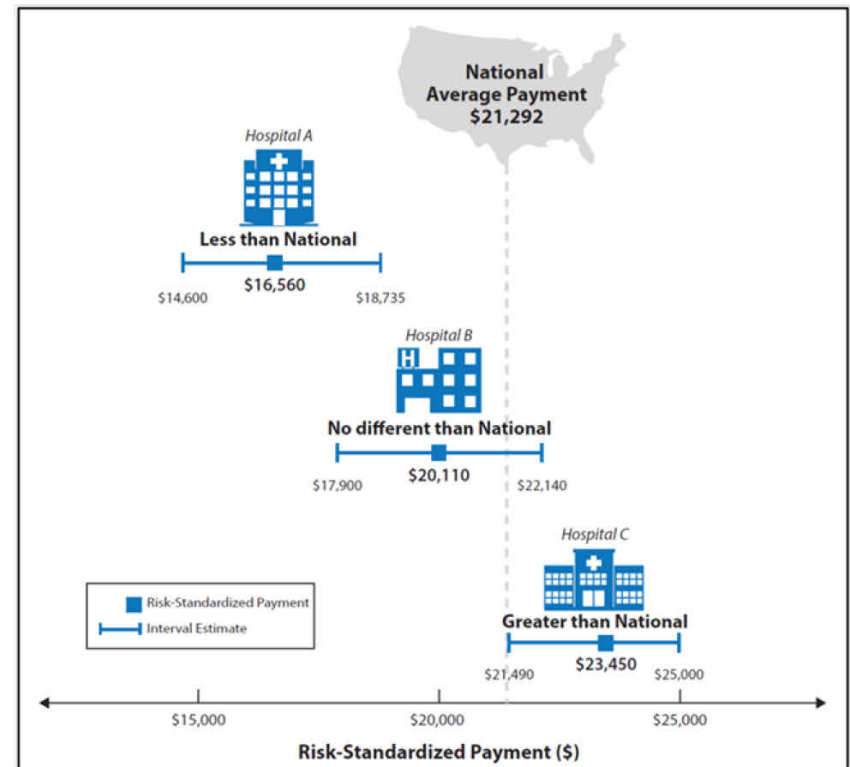 National
Average Payment
$21,292
Hospital A
Less than National
$16,560
$14,600
$18,735
Hospital B
H
No different than National
$20,110
$17,900
$22,140
Hospital C
Greater than National
$23,450
$21,490
$25,000
Risk-Standardized Payment
Interval Estimate
$15,000
$20,000
$25,000
Risk-Standardized Payment ($)